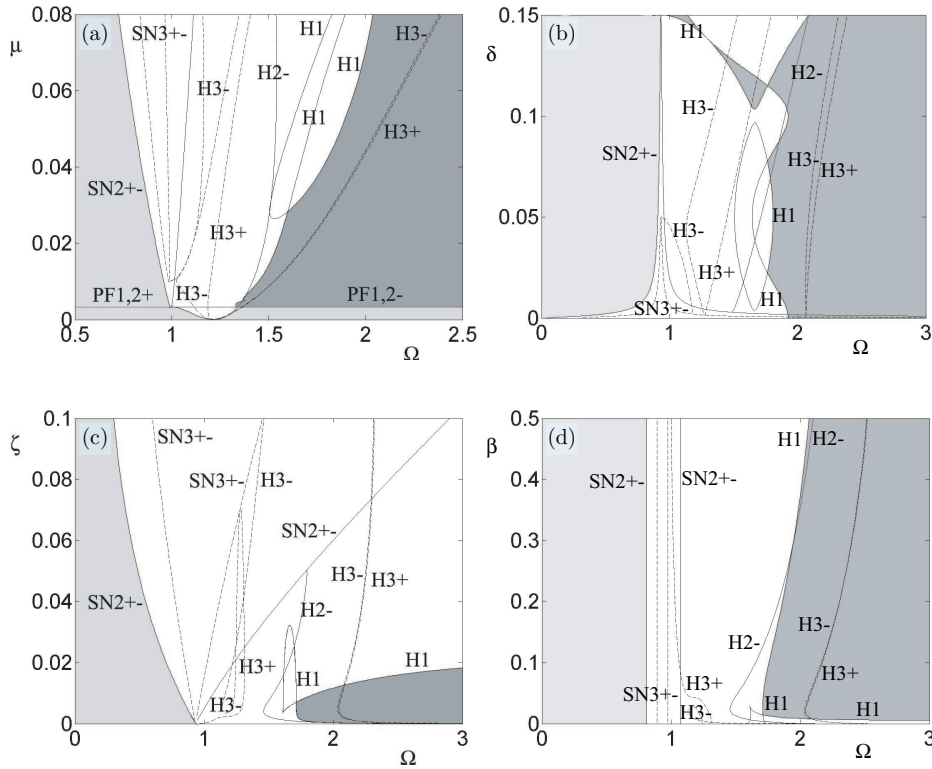 (a)
μ
0.08
0.06
0.04
0.02
0
SN3+-
H3-
H2-
H1
H1
H3-
H3+
SN2+-
H3+
PF1,2+
H3-
PF1,2-
0.5
1
1.5
2
2.5
Ω
(b)
δ
0.15
0.1
0.05
0
H1
H3-
H2-
SN2+-
H3-
H3+
H3-
H1
H3+
SN3+-
H1
0
1
2
3
Ω
(c)
ζ
0.1
0.08
0.06
0.04
0.02
0
SN3+-
SN3+-
H3-
SN2+-
SN2+-
H3-
H3+
H2-
H3+
H1
H1
H3-
0
1
2
3
Ω
(d)
β
0.5
0.4
0.3
0.2
0.1
0
H1
H2-
SN2+-
SN2+-
H3-
H2-
H3+
SN3+-
H3+
H3-
H1
H1
0
1
2
3
Ω